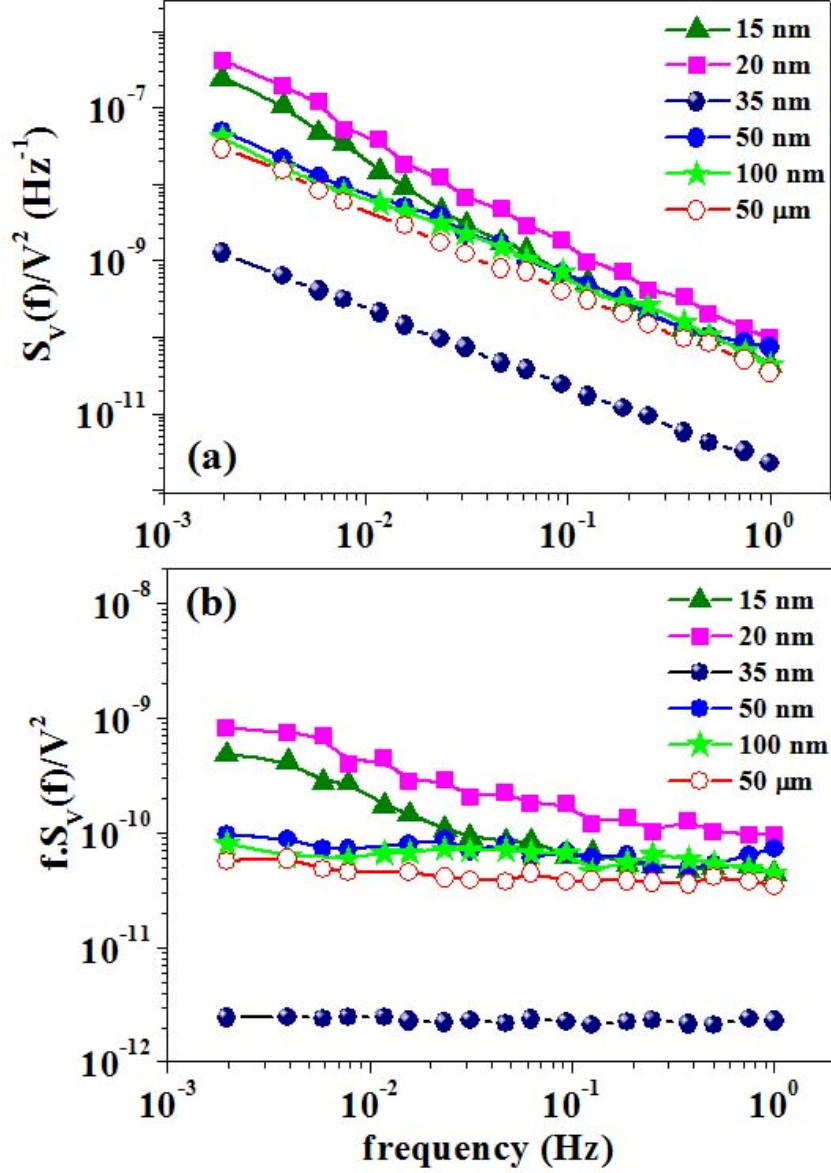 15 nm
20 nm
35 nm
50 nm
100 nm
50 μm
10⁻⁷
10⁻⁹
10⁻¹¹
Sᵥ(f)/V² (Hz⁻¹)
(a)
10⁻³ 10⁻² 10⁻¹ 10⁰
(b)
15 nm
20 nm
35 nm
50 nm
100 nm
50 μm
10⁻⁸
10⁻⁹
10⁻¹⁰
10⁻¹¹
10⁻¹²
f.Sᵥ(f)/V²
10⁻³ 10⁻² 10⁻¹ 10⁰
frequency (Hz)